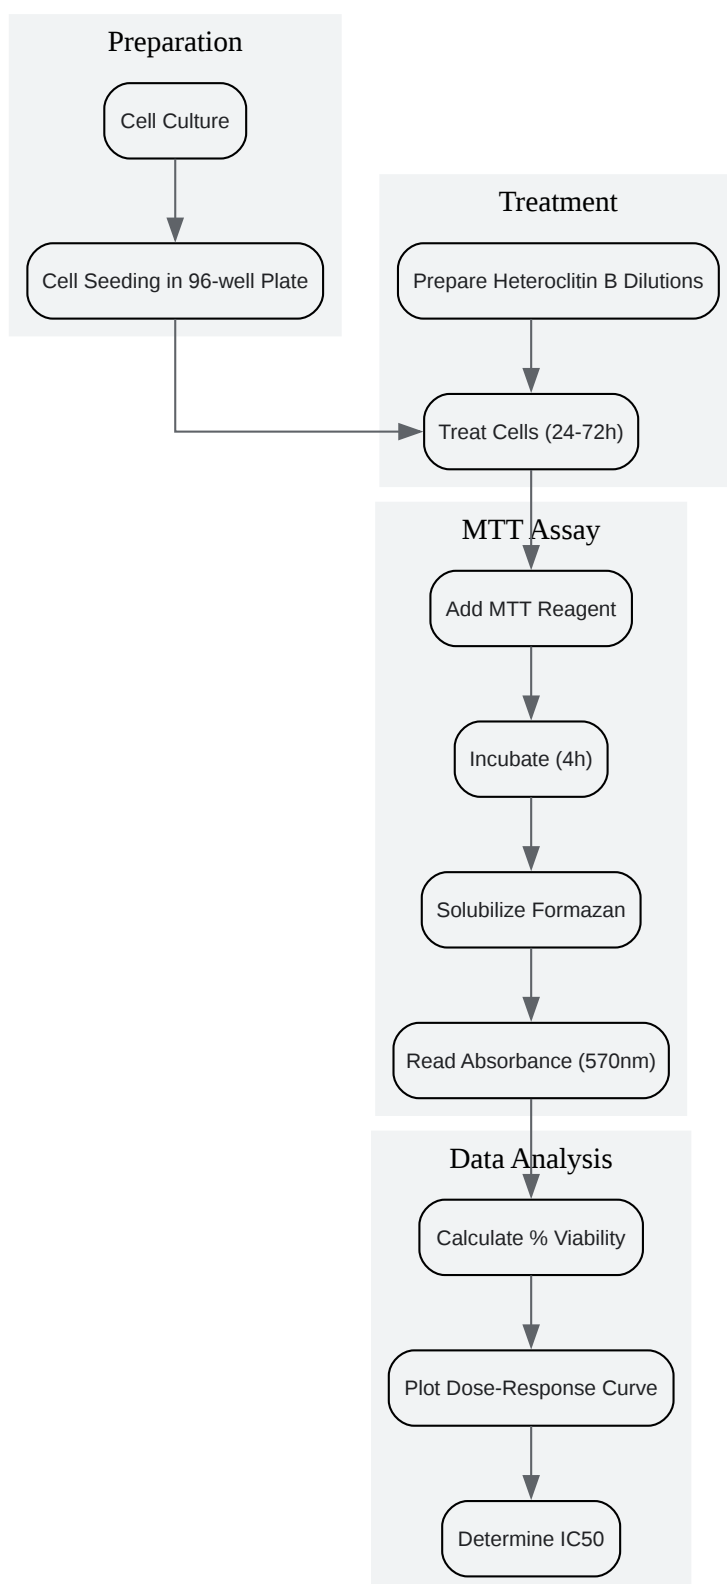 Preparation
Cell Culture
Cell Seeding in 96-well Plate
Treatment
Prepare Heteroclitin B Dilutions
Treat Cells (24-72h)
MTT Assay
Add MTT Reagent
Incubate (4h)
Solubilize Formazan
Read Absorbance (570nm)
Data Analysis
Calculate % Viability
Plot Dose-Response Curve
Determine IC50